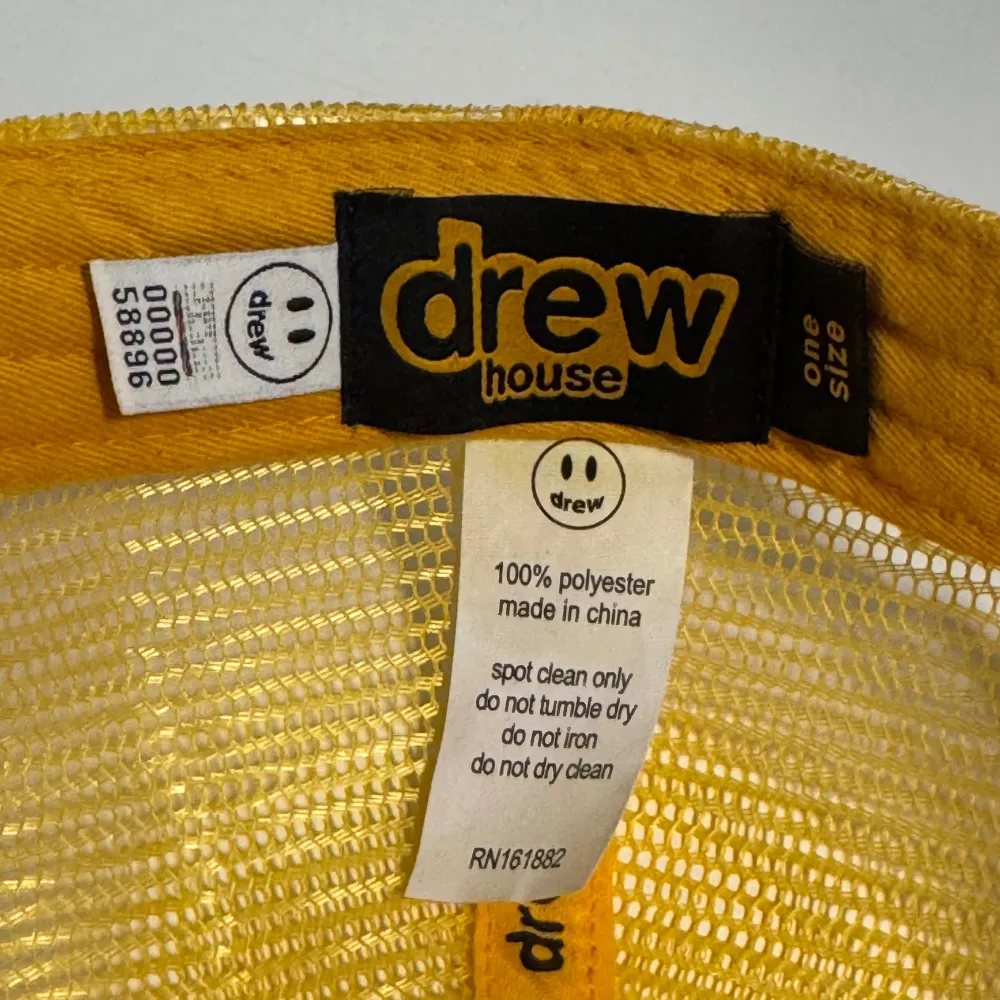 drew
house
one
size
drew
00000
58896
drew
100% polyester
made in china
spot clean only
do not tumble dry
do not iron
do not dry clean
RN161882